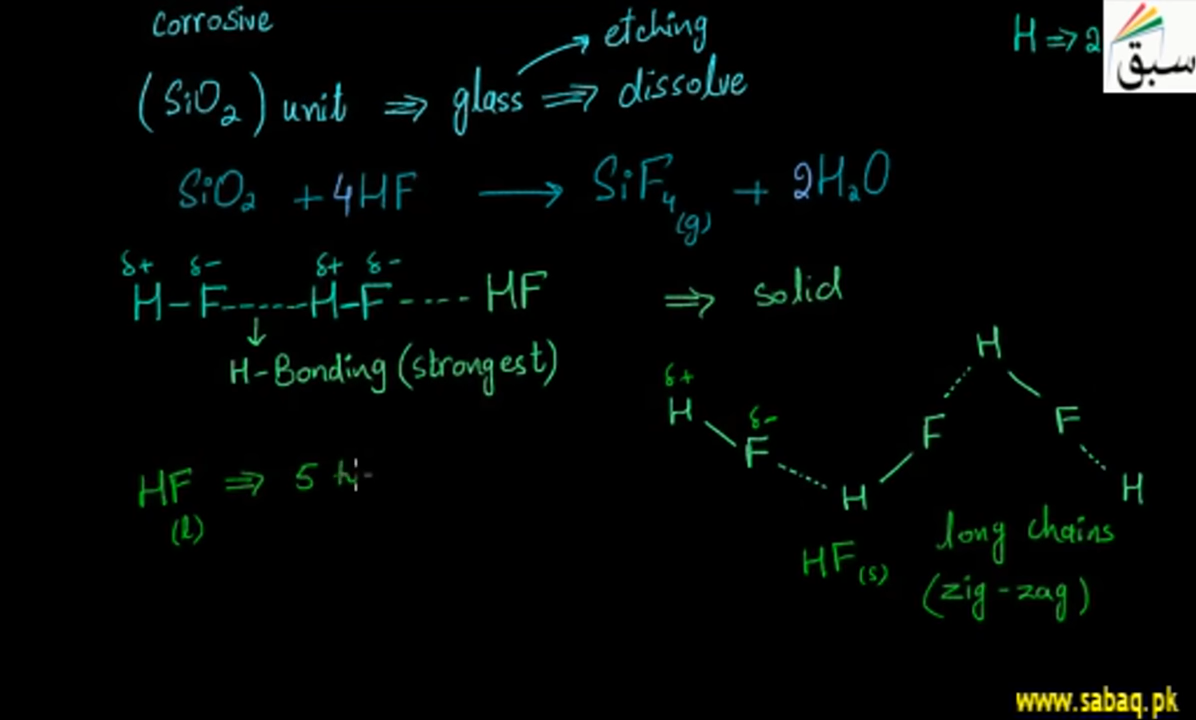 corrosive
(SiO2) unit ⇒ glass ⇒ dissolve
etching
H ⇒ 2
سبق
SiO2 + 4HF → SiF4(g) + 2H2O
δ+ δ- δ+ δ-
H-F-----H-F---- HF ⇒ solid
↓
H-Bonding (strongest)
δ+
H
δ-
F
H
F
H
F
H
HF(s)
long chains
(zig-zag)
HF(l) ⇒ 5
www.sabaq.pk